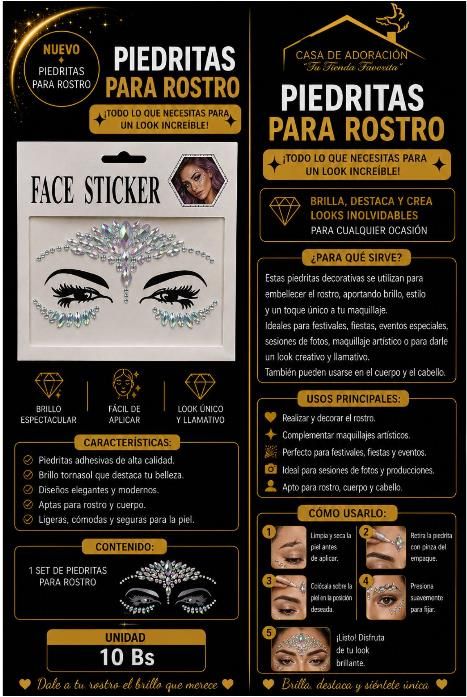 NUEVO
PIEDRITAS
PARA ROSTRO
PIEDRITAS
PARA ROSTRO
¡TODO LO QUE NECESITAS PARA
UN LOOK INCREÍBLE!
FACE STICKER
BRILLO
ESPECTACULAR
FÁCIL DE
APLICAR
LOOK ÚNICO
Y LLAMATIVO
CARACTERÍSTICAS:
Piedritas adhesivas de alta calidad.
Brillo tornasol que destaca tu belleza.
Diseños elegantes y modernos.
Aptas para rostro y cuerpo.
Ligeras, cómodas y seguras para la piel.
CONTENIDO:
1 SET DE PIEDRITAS
PARA ROSTRO
UNIDAD
10 Bs
Dale a tu rostro el brillo que merece
CASA DE ADORACIÓN
"Tu Tienda Favorita"
PIEDRITAS
PARA ROSTRO
¡TODO LO QUE NECESITAS PARA
UN LOOK INCREÍBLE!
BRILLA, DESTACA Y CREA
LOOKS INOLVIDABLES
PARA CUALQUIER OCASIÓN
¿PARA QUÉ SIRVE?
Estas piedritas decorativas se utilizan para
embellecer el rostro, aportando brillo, estilo
y un toque único a tu maquillaje.
Ideales para festivales, fiestas, eventos especiales,
sesiones de fotos, maquillaje artístico o para darle
un look creativo y llamativo.
También pueden usarse en el cuerpo y el cabello.
USOS PRINCIPALES:
Realizar y decorar el rostro.
Complementar maquillajes artísticos.
Perfecto para festivales, fiestas y eventos.
Ideal para sesiones de fotos y producciones.
Apto para rostro, cuerpo y cabello.
CÓMO USARLO:
1
Limpia y seca la
piel antes
de aplicar.
2
Retira la piedrita
con pinza del
empaque.
3
Colócala sobre la
piel en la posición
deseada.
4
Presiona
suavemente
para fijar.
5
¡Listo! Disfruta
de tu look
brillante.
Brilla, destaca y siéntete única